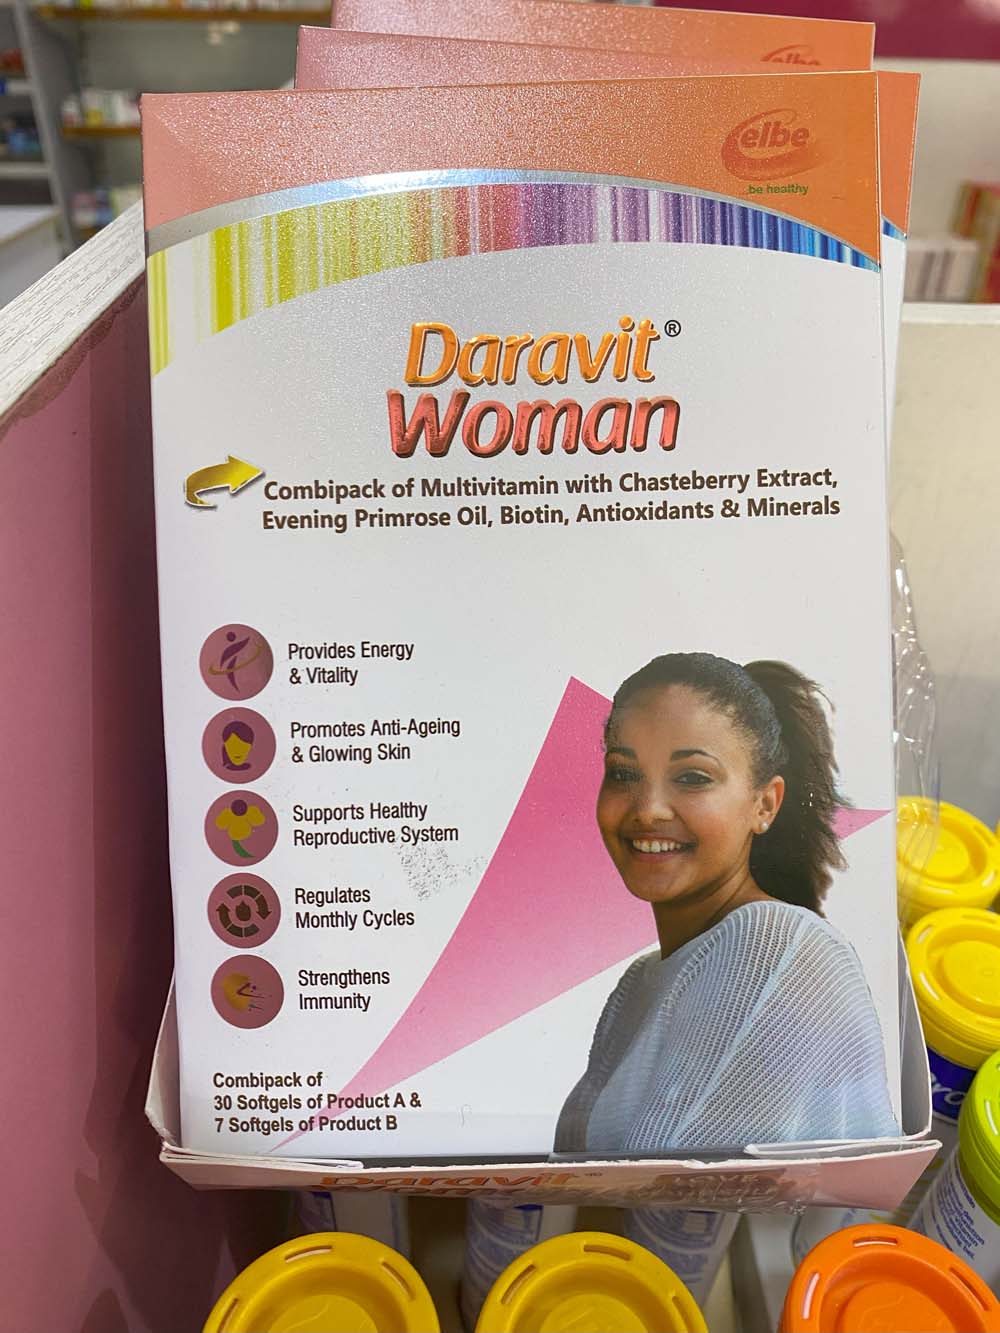 elbe
be healthy
Daravit®
Woman
Combipack of Multivitamin with Chasteberry Extract,
Evening Primrose Oil, Biotin, Antioxidants & Minerals
Provides Energy
& Vitality
Promotes Anti-Ageing
& Glowing Skin
Supports Healthy
Reproductive System
Regulates
Monthly Cycles
Strengthens
Immunity
Combipack of
30 Softgels of Product A &
7 Softgels of Product B